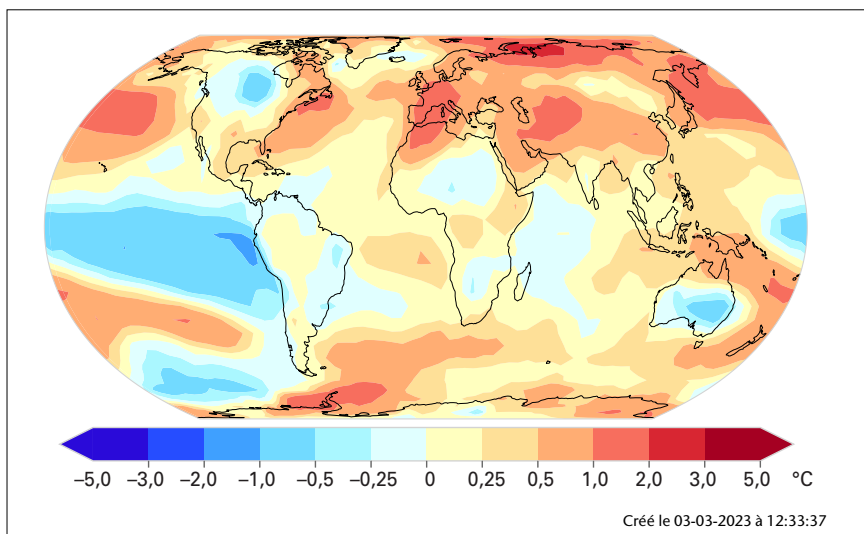 –5,0 –3,0 –2,0 –1,0 –0,5 –0,25 0 0,25 0,5 1,0 2,0 3,0 5,0 °C
Créé le 03-03-2023 à 12:33:37